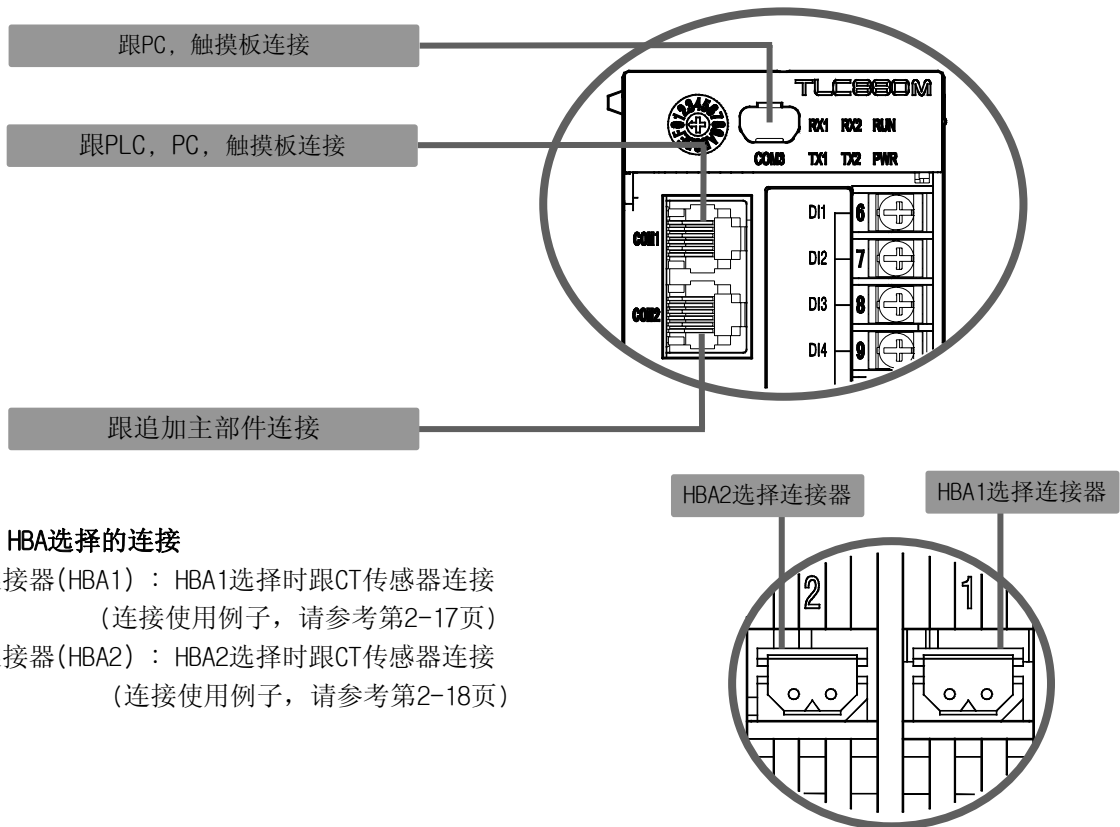 跟PC, 触摸板连接
跟PLC, PC, 触摸板连接
跟追加主部件连接
TLC880M
RX1 RX2 RUN
COM3 TX1 TX2 PWR
COM1
COM2
DI1 6
DI2 7
DI3 8
DI4 9
HBA2选择连接器
HBA1选择连接器
HBA选择的连接
接器(HBA1) : HBA1选择时跟CT传感器连接
(连接使用例子, 请参考第2-17页)
接器(HBA2) : HBA2选择时跟CT传感器连接
(连接使用例子, 请参考第2-18页)
2
1